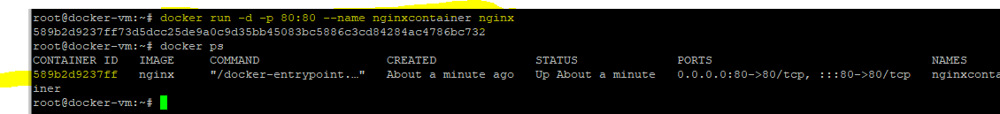 root@docker-vm:~# docker run -d -p 80:80 --name nginxcontainer nginx
589b2d9237ff73d5dcc25de9a0c9d35bb45083bc5886c3cd84284ac4786bc732
root@docker-vm:~# docker ps
CONTAINER ID   IMAGE     COMMAND                  CREATED              STATUS              PORTS                               NAMES
589b2d9237ff   nginx     "/docker-entrypoint.…"   About a minute ago   Up About a minute   0.0.0.0:80->80/tcp, :::80->80/tcp   nginxconta
iner
root@docker-vm:~#